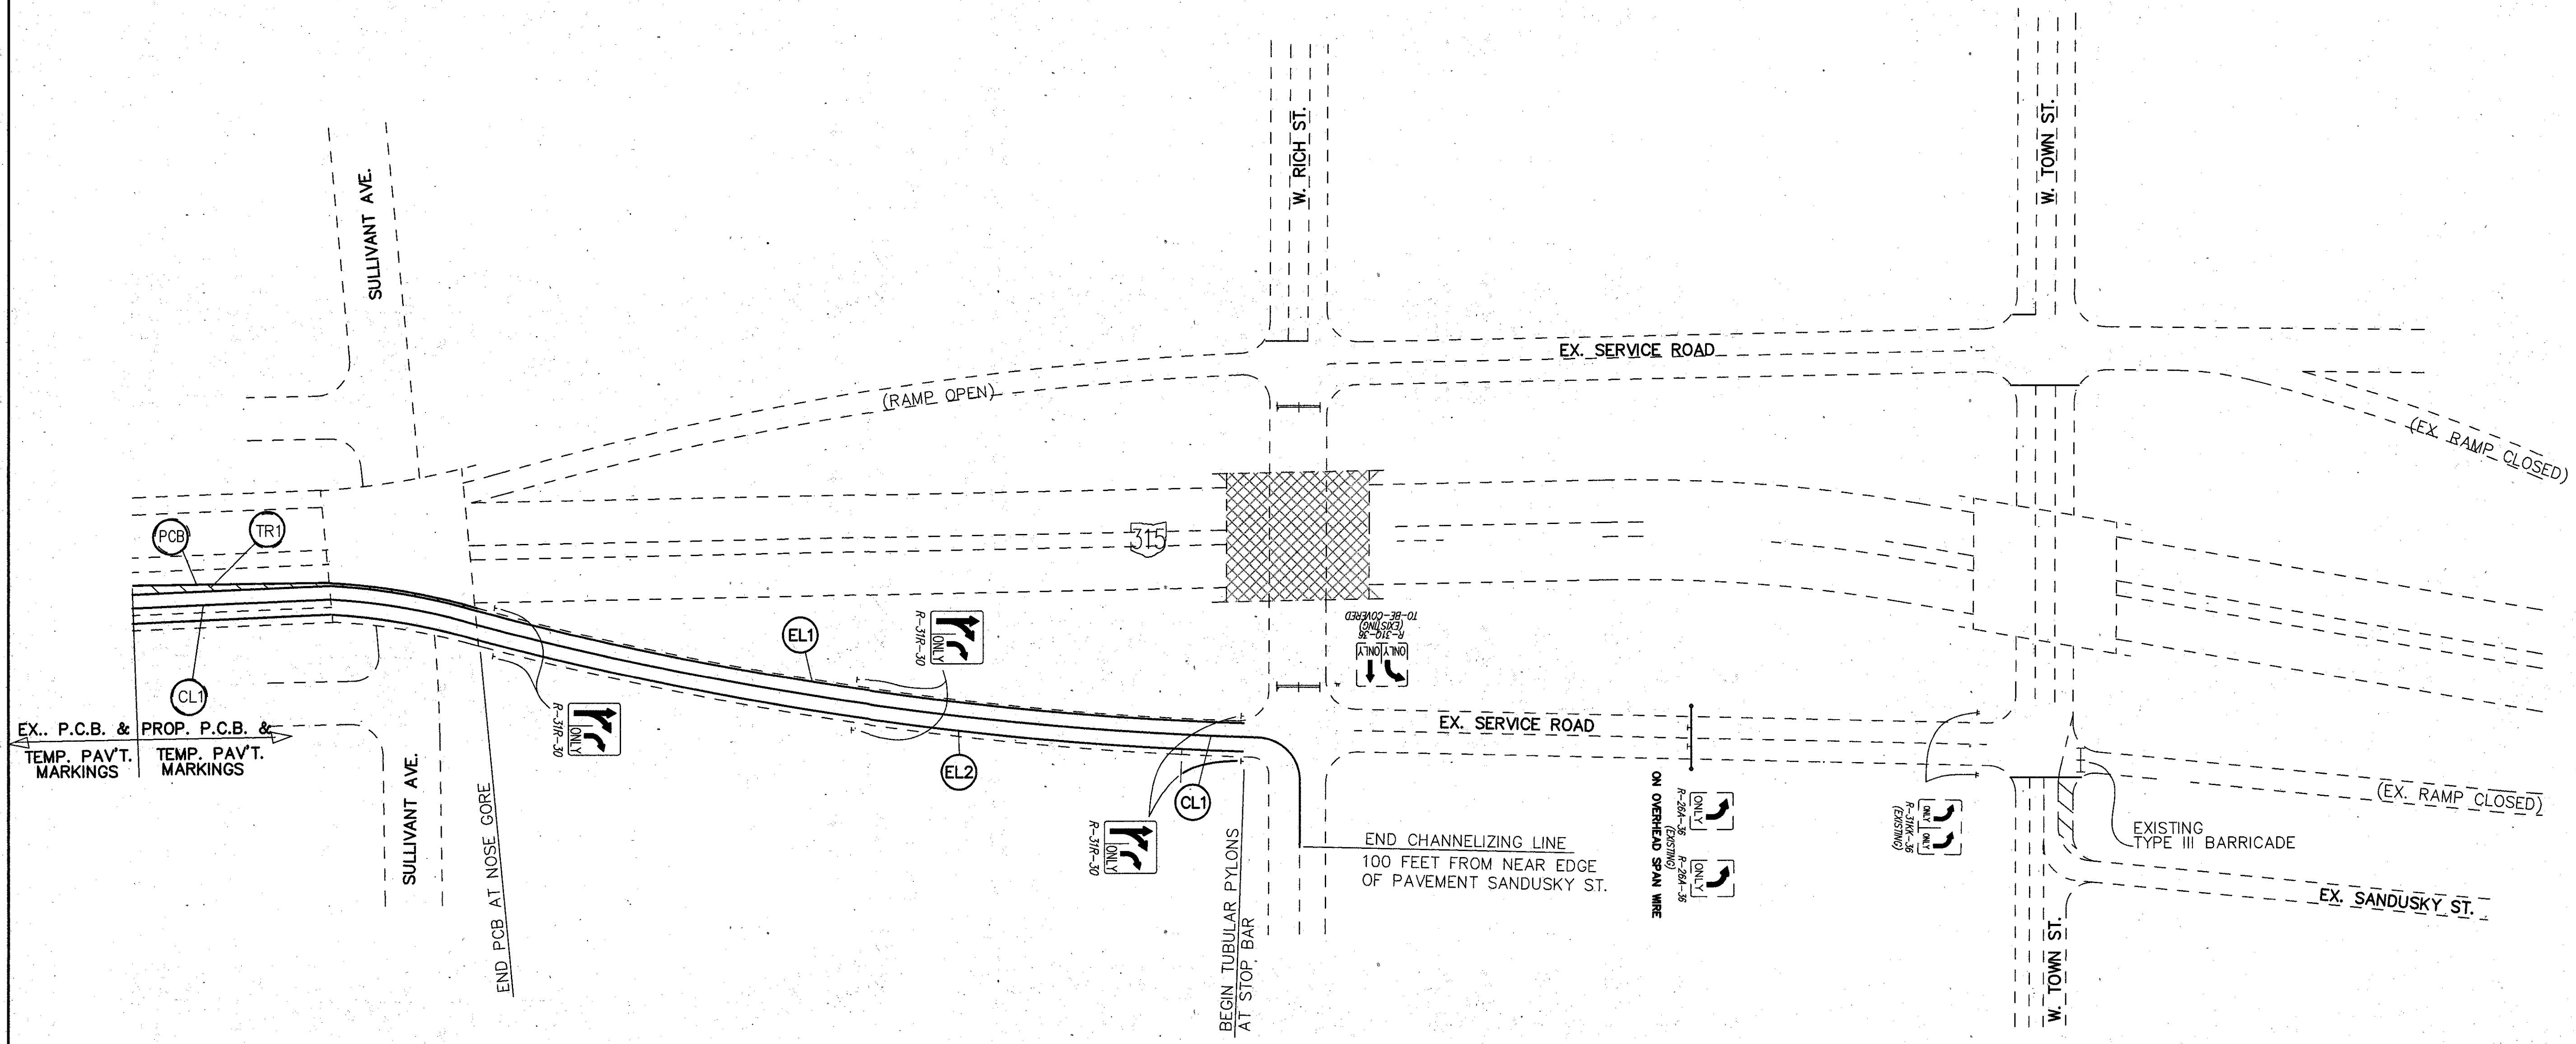 SULLIVANT AVE.
W. RICH ST.
W. TOWN ST.
EX. SERVICE ROAD
(RAMP OPEN)
(EX. RAMP CLOSED)
PCB
TR1
315
CL1
EX.. P.C.B. &
TEMP. PAV'T.
MARKINGS
PROP. P.C.B. &
TEMP. PAV'T.
MARKINGS
SULLIVANT AVE.
END PCB AT NOSE GORE
ONLY
R-31R-30
EL1
ONLY
R-31R-30
EL2
CL1
ONLY
R-31R-30
BEGIN TUBULAR PYLONS
AT STOP BAR
ONLY ONLY
R-31Q-36
(EXISTING)
TO-BE-COVERED
END CHANNELIZING LINE
100 FEET FROM NEAR EDGE
OF PAVEMENT SANDUSKY ST.
EX. SERVICE ROAD
ONLY
R-26A-36
(EXISTING)
ONLY
R-26A-36
ON OVERHEAD SPAN WIRE
ONLY ONLY
R-31KK-36
(EXISTING)
EXISTING
TYPE III BARRICADE
(EX. RAMP CLOSED)
EX. SANDUSKY ST.
W. TOWN ST.